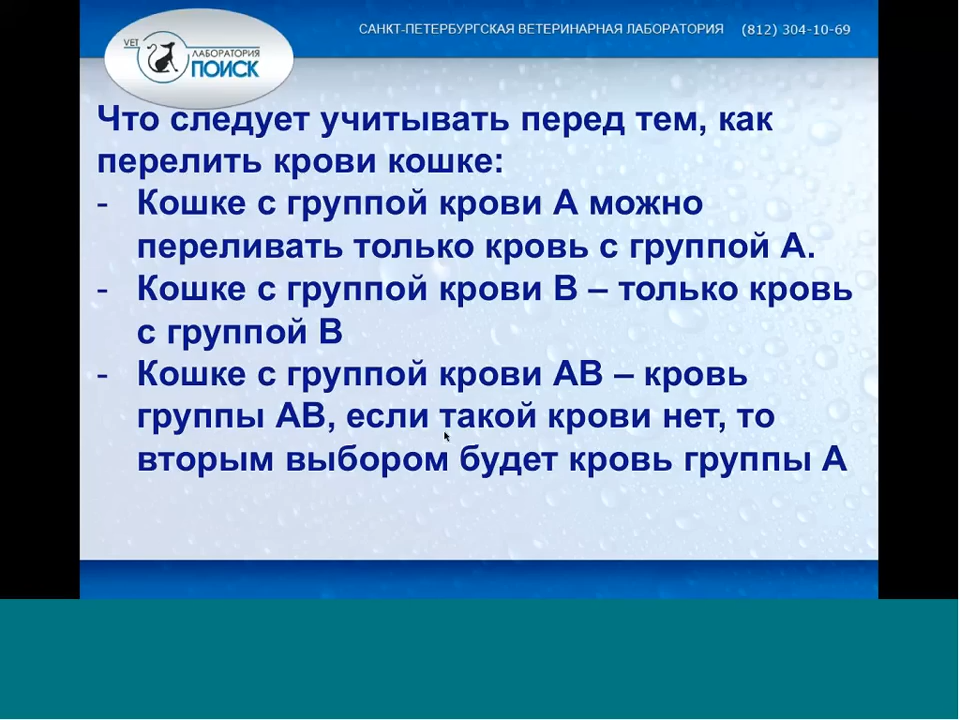 VET
ЛАБОРАТОРИЯ
ПОИСК
САНКТ-ПЕТЕРБУРГСКАЯ ВЕТЕРИНАРНАЯ ЛАБОРАТОРИЯ (812) 304-10-69
Что следует учитывать перед тем, как
перелить крови кошке:
- Кошке с группой крови А можно
переливать только кровь с группой А.
- Кошке с группой крови В – только кровь
с группой В
- Кошке с группой крови АВ – кровь
группы АВ, если такой крови нет, то
вторым выбором будет кровь группы А